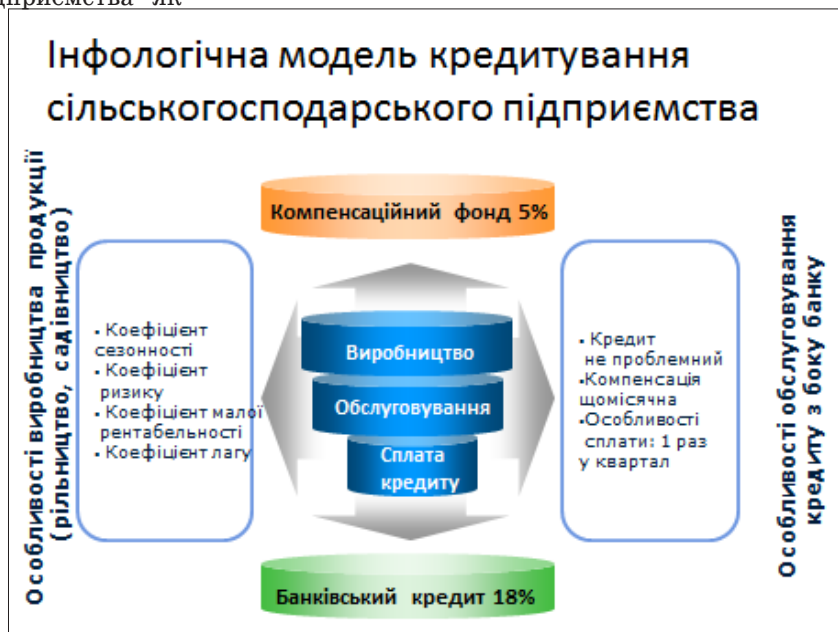 Інфологічна модель кредитування
сільськогосподарського підприємства
Особливості виробництва продукції
(рільництво, садівництво)
Компенсаційний фонд 5%
• Коефіцієнт
сезонності
• Коефіцієнт
ризику
• Коефіцієнт малої
рентабельності
• Коефіцієнт лагу
Виробництво
Обслуговування
Сплата
кредиту
• Кредит
не проблемний
•Компенсація
щомісячна
•Особливості
сплати: 1 раз
у квартал
Особливості обслуговування
кредиту з боку банку
Банківський кредит 18%